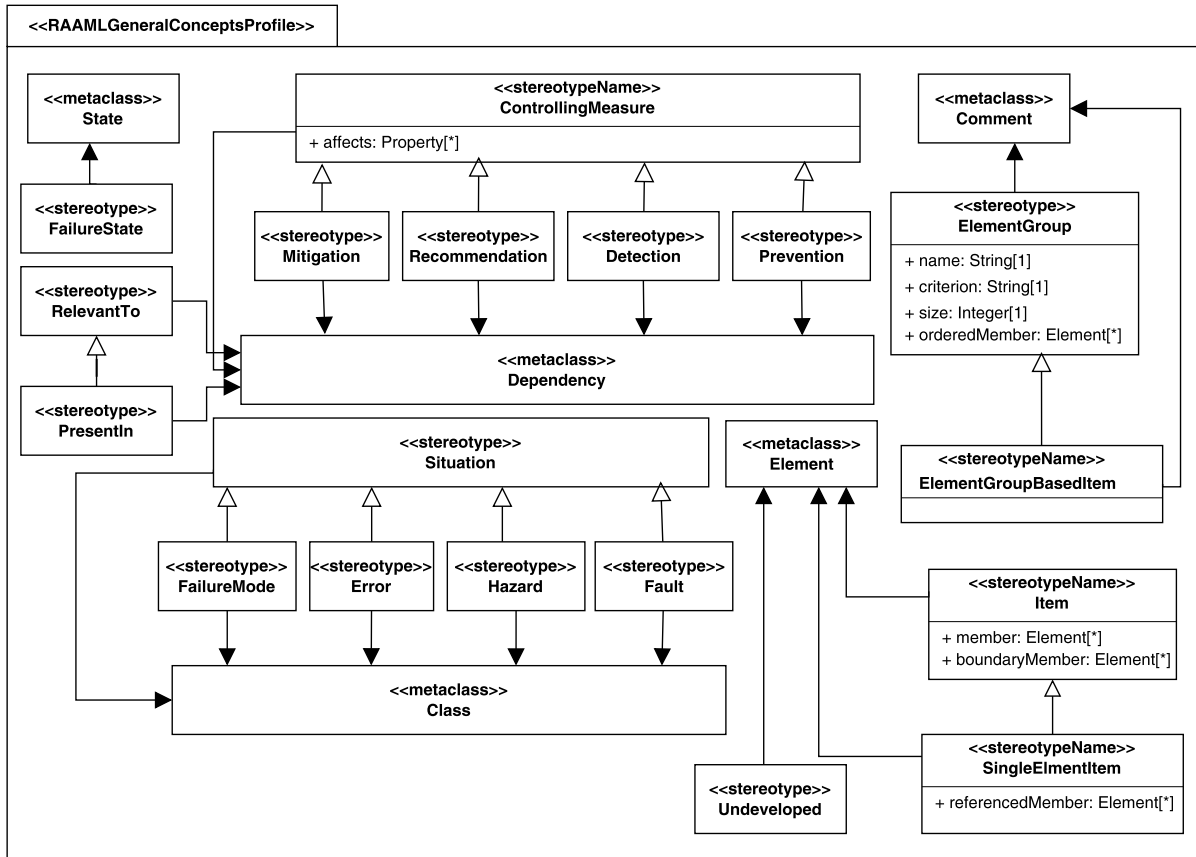 <<RAAMLGeneralConceptsProfile>>
<<metaclass>>
State
<<stereotypeName>>
ControllingMeasure
+ affects: Property[*]
<<metaclass>>
Comment
<<stereotype>>
FailureState
<<stereotype>>
Mitigation
<<stereotype>>
Recommendation
<<stereotype>>
Detection
<<stereotype>>
Prevention
<<stereotype>>
ElementGroup
+ name: String[1]
+ criterion: String[1]
+ size: Integer[1]
+ orderedMember: Element[*]
<<stereotype>>
RelevantTo
<<metaclass>>
Dependency
<<stereotype>>
PresentIn
<<stereotype>>
Situation
<<metaclass>>
Element
<<stereotypeName>>
ElementGroupBasedItem
<<stereotype>>
FailureMode
<<stereotype>>
Error
<<stereotype>>
Hazard
<<stereotype>>
Fault
<<stereotypeName>>
Item
+ member: Element[*]
+ boundaryMember: Element[*]
<<metaclass>>
Class
<<stereotype>>
Undeveloped
<<stereotypeName>>
SingleElmentItem
+ referencedMember: Element[*]